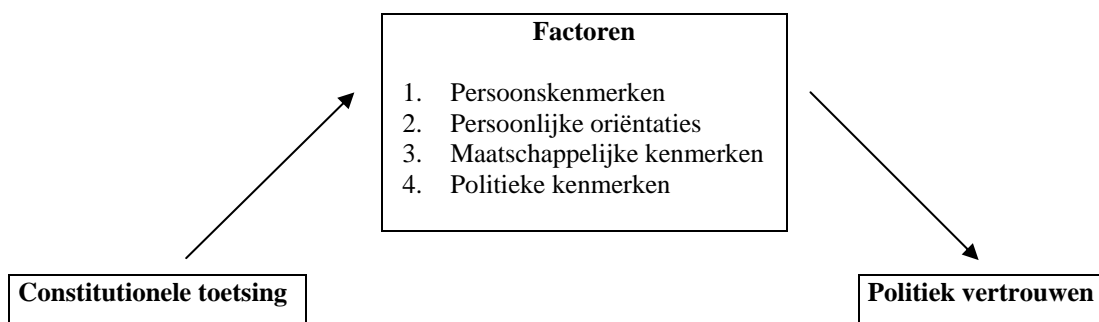 Factoren
1. Persoonskenmerken
2. Persoonlijke oriëntaties
3. Maatschappelijke kenmerken
4. Politieke kenmerken
Constitutionele toetsing
Politiek vertrouwen